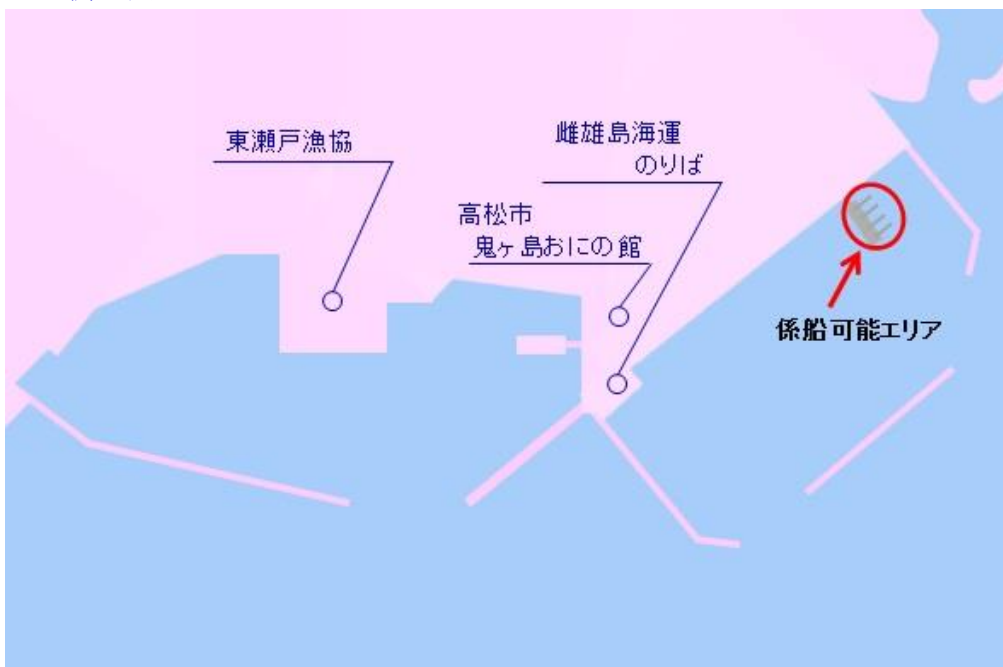 東瀬戸漁協
雌雄島海運
のりば
高松市
鬼ヶ島おにの館
係船可能エリア